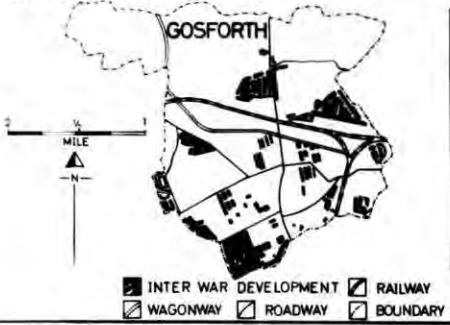 GOSFORTH
0 ½ 1
MILE
N
INTER WAR DEVELOPMENT RAILWAY
WAGONWAY ROADWAY BOUNDARY